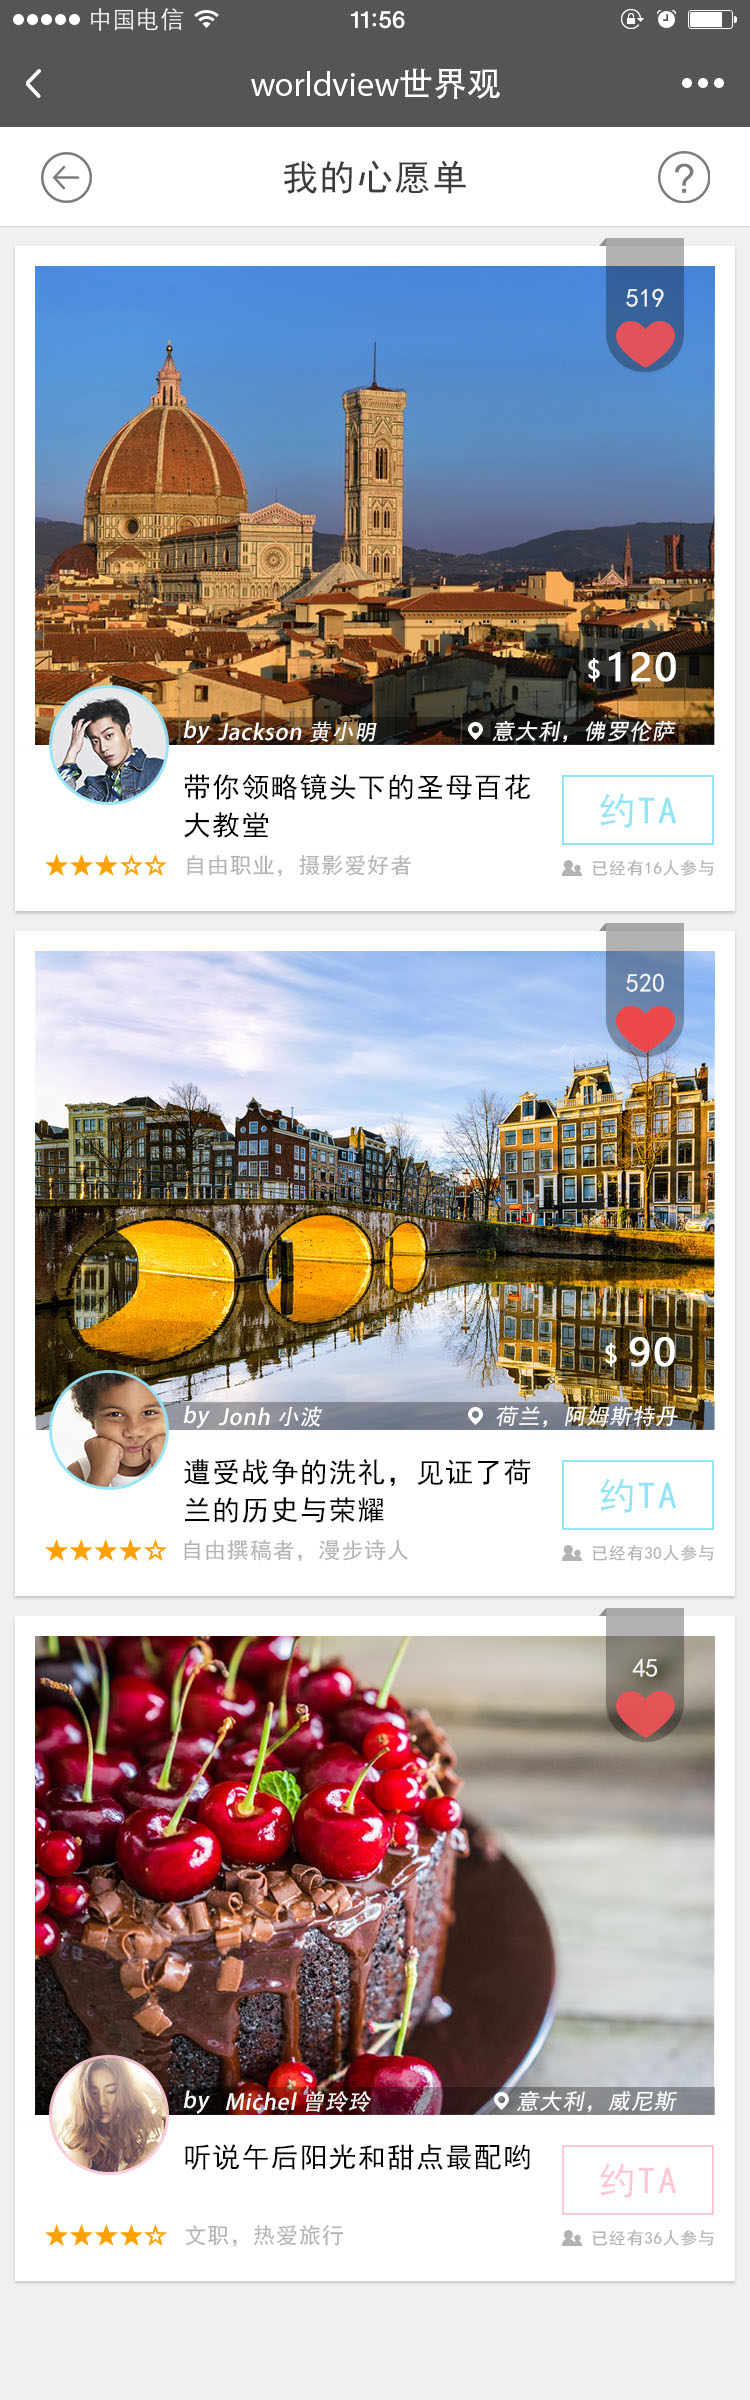 中国电信
11:56
worldview世界观
我的心愿单
?
519
$120
by Jackson 黄小明
意大利，佛罗伦萨
带你领略镜头下的圣母百花
大教堂
约TA
自由职业，摄影爱好者
已经有16人参与
520
$ 90
by Jonh 小波
荷兰，阿姆斯特丹
遭受战争的洗礼，见证了荷
兰的历史与荣耀
约TA
自由撰稿者，漫步诗人
已经有30人参与
45
by Michel 曾玲玲
意大利，威尼斯
听说午后阳光和甜点最配哟
约TA
文职，热爱旅行
已经有36人参与